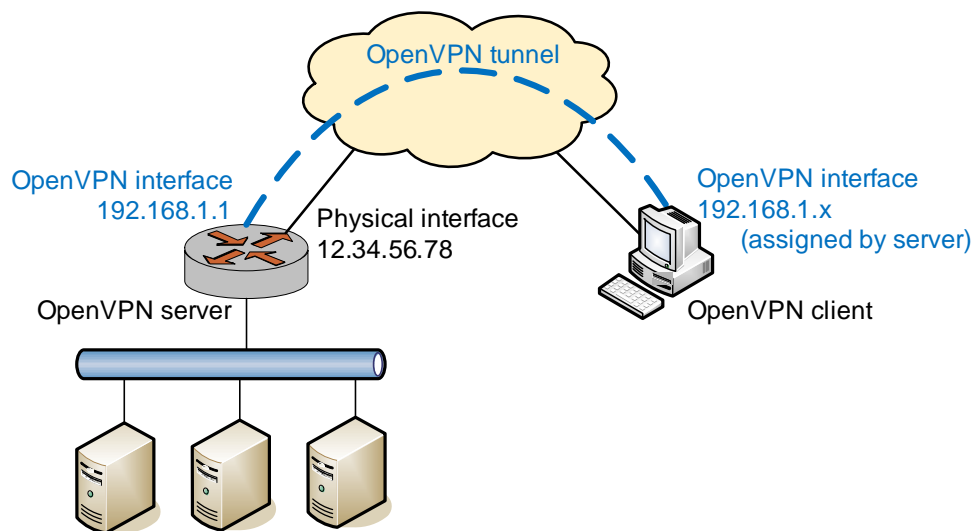 OpenVPN tunnel
OpenVPN interface
192.168.1.1
Physical interface
12.34.56.78
OpenVPN server
OpenVPN interface
192.168.1.x
(assigned by server)
OpenVPN client